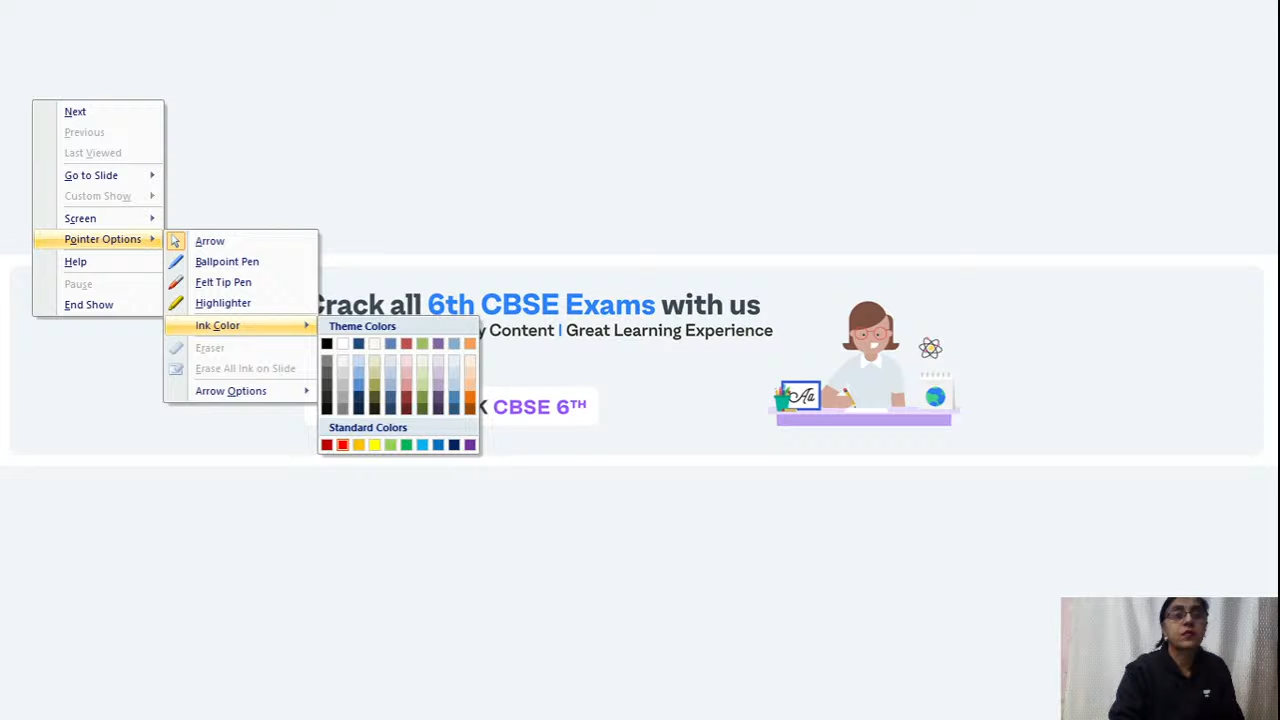 Next
Previous
Last Viewed
Go to Slide
Custom Show
Screen
Pointer Options
Help
Pause
End Show
Arrow
Ballpoint Pen
Felt Tip Pen
Highlighter
Ink Color
Eraser
Erase All Ink on Slide
Arrow Options
Theme Colors
Standard Colors
Crack all 6th CBSE Exams with us
Content | Great Learning Experience
CBSE 6TH
Aa